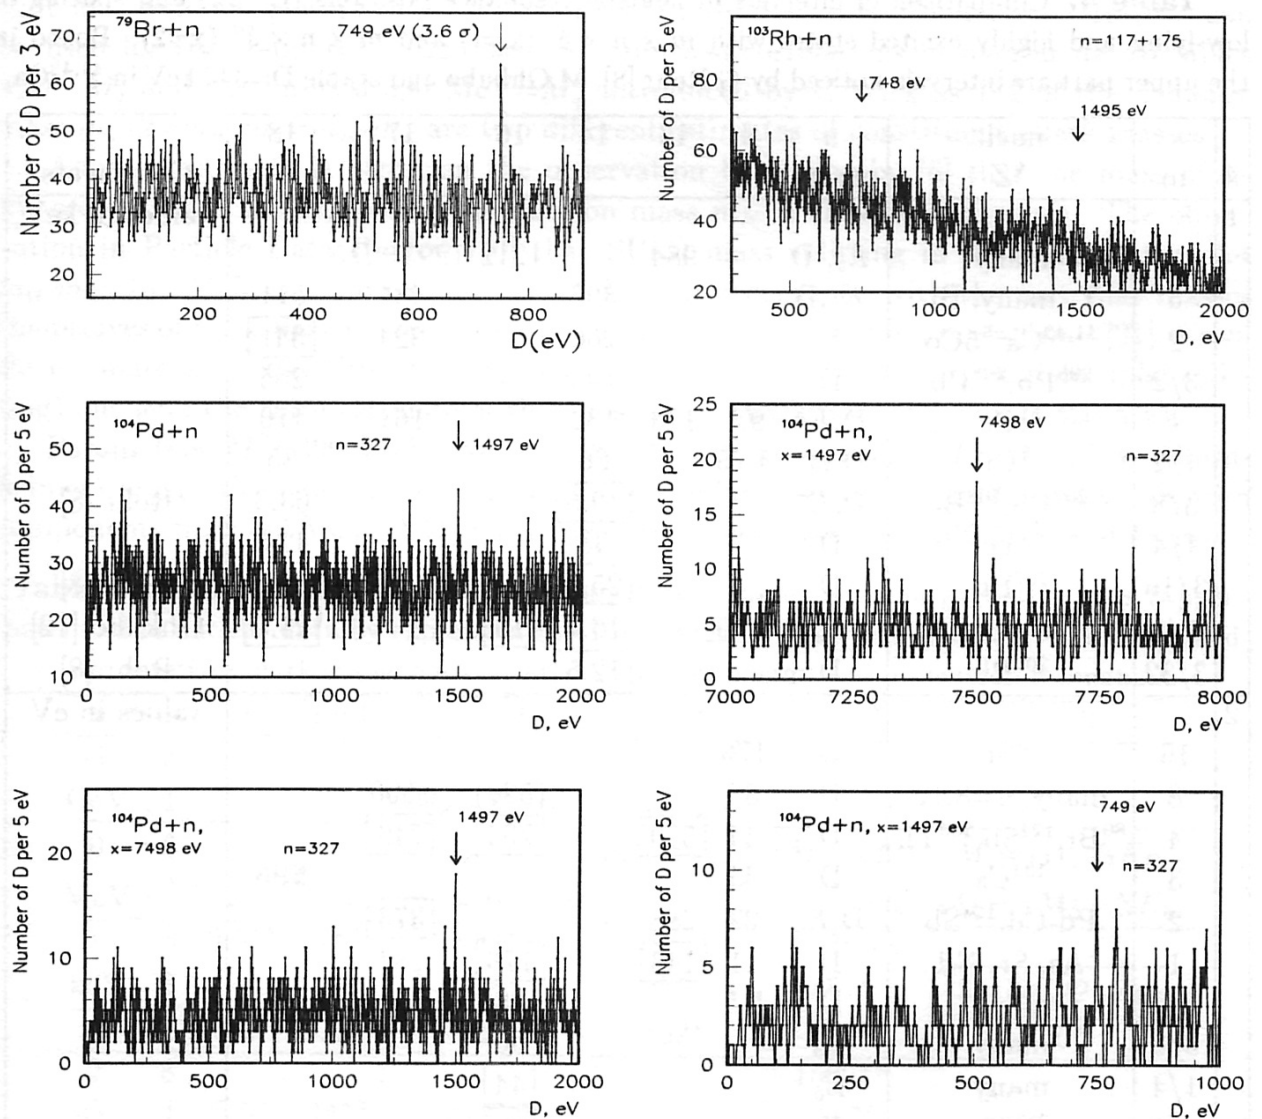 ⁷⁹Br+n
749 eV (3.6 σ)
Number of D per 3 eV
70
60
50
40
30
20
200
400
600
800
D(eV)
¹⁰³Rh+n
n=117+175
748 eV
1495 eV
Number of D per 5 eV
80
60
40
20
500
1000
1500
2000
D, eV
¹⁰⁴Pd+n
n=327
1497 eV
Number of D per 5 eV
50
40
30
20
10
0
500
1000
1500
2000
D, eV
¹⁰⁴Pd+n,
x=1497 eV
7498 eV
n=327
Number of D per 5 eV
25
20
15
10
5
0
7000
7250
7500
7750
8000
D, eV
¹⁰⁴Pd+n,
x=7498 eV
n=327
1497 eV
Number of D per 5 eV
20
10
0
0
500
1000
1500
2000
D, eV
¹⁰⁴Pd+n, x=1497 eV
749 eV
n=327
Number of D per 5 eV
10
5
0
0
250
500
750
1000
D, eV